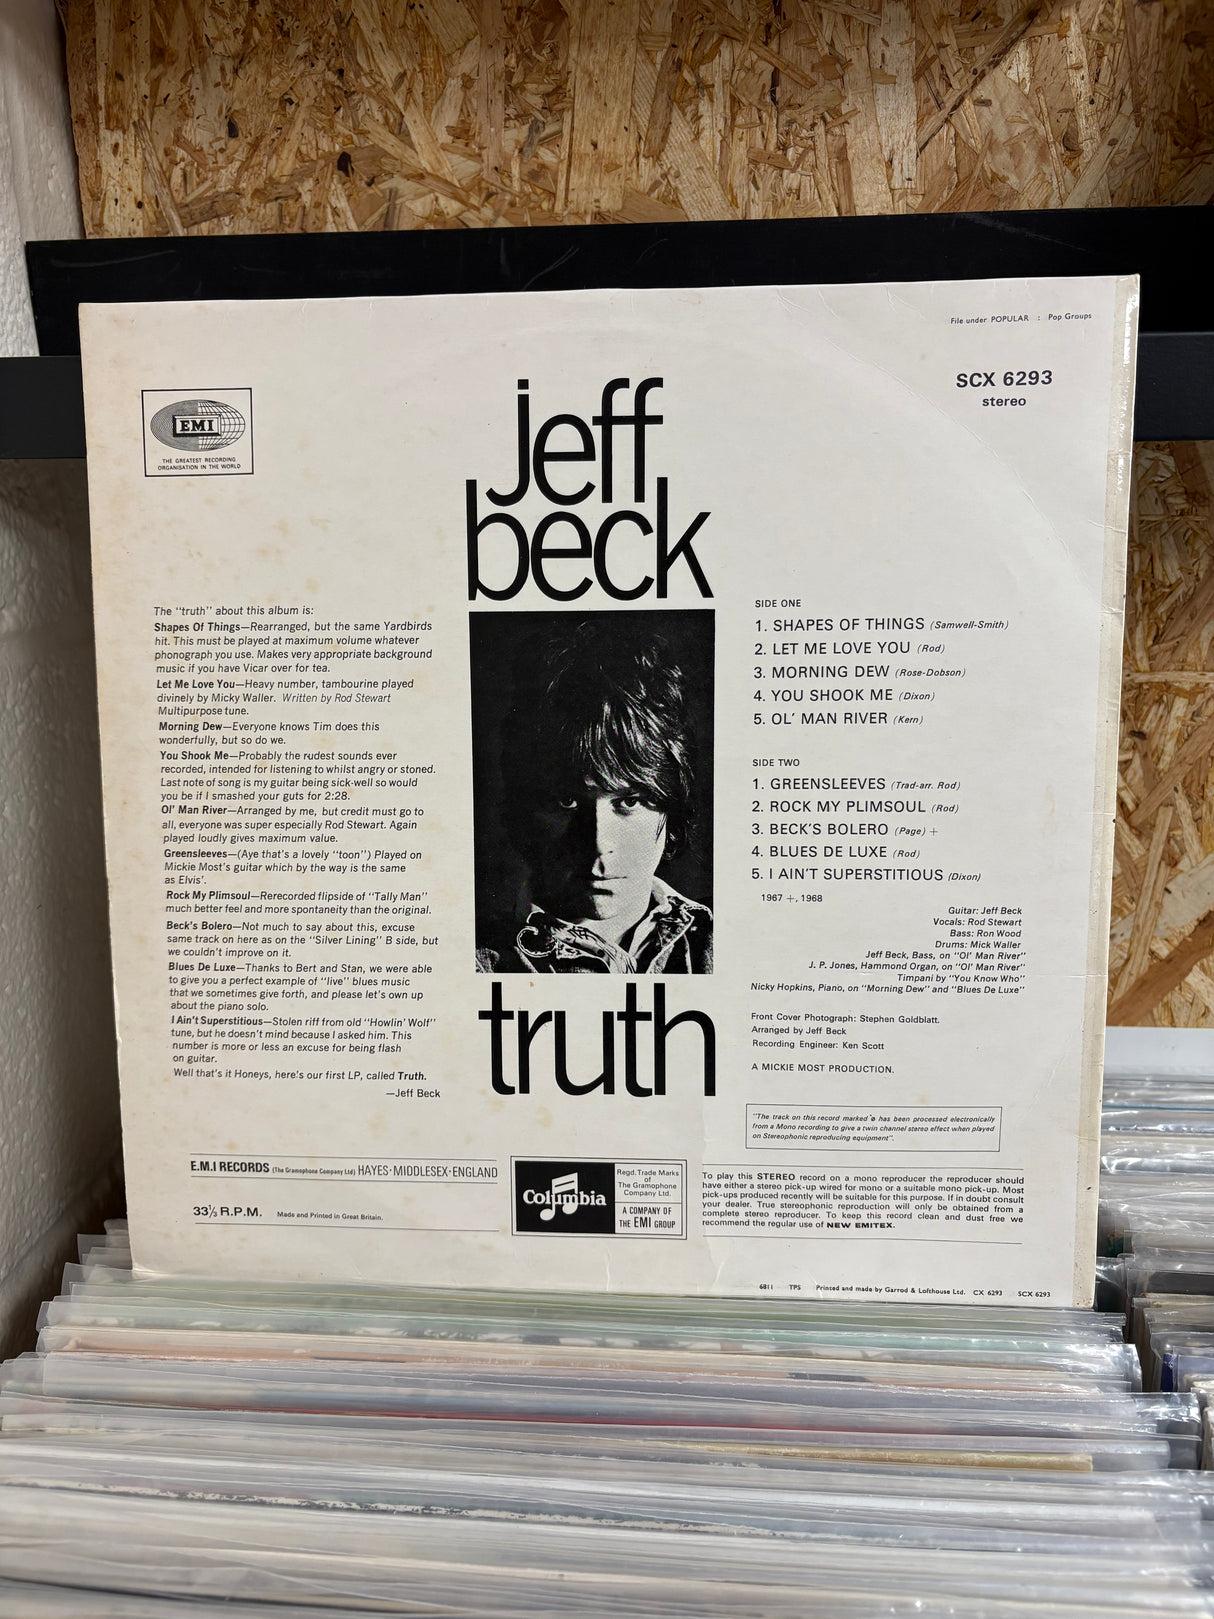 File under POPULAR : Pop Groups
SCX 6293
stereo
EMI
THE GREATEST RECORDING
ORGANISATION IN THE WORLD
jeff
beck
truth
The "truth" about this album is:
Shapes Of Things—Rearranged, but the same Yardbirds
hit. This must be played at maximum volume whatever
phonograph you use. Makes very appropriate background
music if you have Vicar over for tea.
Let Me Love You—Heavy number, tambourine played
divinely by Micky Waller. Written by Rod Stewart
Multipurpose tune.
Morning Dew—Everyone knows Tim does this
wonderfully, but so do we.
You Shook Me—Probably the rudest sounds ever
recorded, intended for listening to whilst angry or stoned.
Last note of song is my guitar being sick-well so would
you be if I smashed your guts for 2:28.
Ol' Man River—Arranged by me, but credit must go to
all, everyone was super especially Rod Stewart. Again
played loudly gives maximum value.
Greensleeves—(Aye that's a lovely "toon") Played on
Mickie Most's guitar which by the way is the same
as Elvis'.
Rock My Plimsoul—Rerecorded flipside of "Tally Man"
much better feel and more spontaneity than the original.
Beck's Bolero—Not much to say about this, excuse
same track on here as on the "Silver Lining" B side, but
we couldn't improve on it.
Blues De Luxe—Thanks to Bert and Stan, we were able
to give you a perfect example of "live" blues music
that we sometimes give forth, and please let's own up
about the piano solo.
I Ain't Superstitious—Stolen riff from old "Howlin' Wolf"
tune, but he doesn't mind because I asked him. This
number is more or less an excuse for being flash
on guitar.
Well that's it Honeys, here's our first LP, called Truth.
—Jeff Beck
SIDE ONE
1. SHAPES OF THINGS (Samwell-Smith)
2. LET ME LOVE YOU (Rod)
3. MORNING DEW (Rose-Dobson)
4. YOU SHOOK ME (Dixon)
5. OL' MAN RIVER (Kern)
SIDE TWO
1. GREENSLEEVES (Trad-arr. Rod)
2. ROCK MY PLIMSOUL (Rod)
3. BECK'S BOLERO (Page) +
4. BLUES DE LUXE (Rod)
5. I AIN'T SUPERSTITIOUS (Dixon)
1967 +, 1968
Guitar: Jeff Beck
Vocals: Rod Stewart
Bass: Ron Wood
Drums: Mick Waller
Jeff Beck, Bass, on "Ol' Man River"
J. P. Jones, Hammond Organ, on "Ol' Man River"
Timpani by "You Know Who"
Nicky Hopkins, Piano, on "Morning Dew" and "Blues De Luxe"
Front Cover Photograph: Stephen Goldblatt.
Arranged by Jeff Beck
Recording Engineer: Ken Scott
A MICKIE MOST PRODUCTION.
"The track on this record marked ø has been processed electronically
from a Mono recording to give a twin channel stereo effect when played
on Stereophonic reproducing equipment".
E.M.I RECORDS (The Gramophone Company Ltd) HAYES·MIDDLESEX·ENGLAND
33⅓ R.P.M. Made and Printed in Great Britain.
Columbia
Regd. Trade Marks
of
The Gramophone
Company Ltd.
A COMPANY OF
THE EMI GROUP
To play this STEREO record on a mono reproducer the reproducer should
have either a stereo pick-up wired for mono or a suitable mono pick-up. Most
pick-ups produced recently will be suitable for this purpose. If in doubt consult
your dealer. True stereophonic reproduction will only be obtained from a
complete stereo reproducer. To keep this record clean and dust free we
recommend the regular use of NEW EMITEX.
6811 TPS Printed and made by Garrod & Lofthouse Ltd. CX 6293 SCX 6293